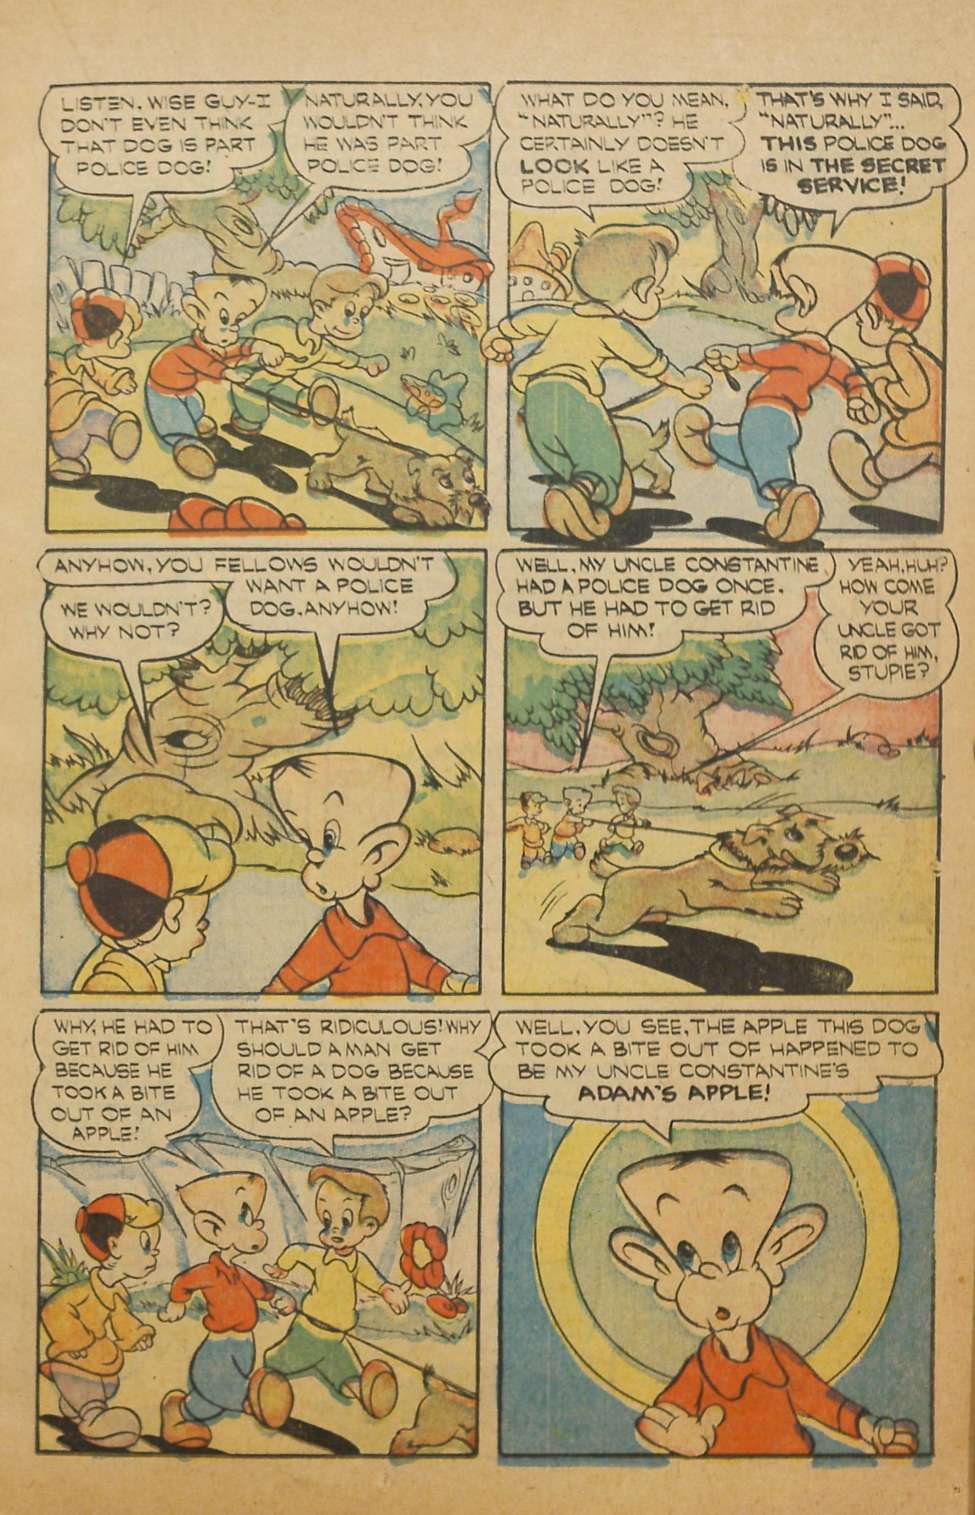 LISTEN, WISE GUY-I
DON'T EVEN THINK
THAT DOG IS PART
POLICE DOG!
NATURALLY, YOU
WOULDN'T THINK
HE WAS PART
POLICE DOG!
WHAT DO YOU MEAN,
"NATURALLY"? HE
CERTAINLY DOESN'T
LOOK LIKE A
POLICE DOG!
THAT'S WHY I SAID,
"NATURALLY"...
THIS POLICE DOG
IS IN THE SECRET
SERVICE!
ANYHOW, YOU FELLOWS WOULDN'T
WANT A POLICE
DOG, ANYHOW!
WE WOULDN'T?
WHY NOT?
WELL, MY UNCLE CONSTANTINE
HAD A POLICE DOG ONCE,
BUT HE HAD TO GET RID
OF HIM!
YEAH, HUH?
HOW COME
YOUR
UNCLE GOT
RID OF HIM,
STUPIE?
WHY, HE HAD TO
GET RID OF HIM
BECAUSE HE
TOOK A BITE
OUT OF AN
APPLE!
THAT'S RIDICULOUS! WHY
SHOULD A MAN GET
RID OF A DOG BECAUSE
HE TOOK A BITE OUT
OF AN APPLE?
WELL, YOU SEE, THE APPLE THIS DOG
TOOK A BITE OUT OF HAPPENED TO
BE MY UNCLE CONSTANTINE'S
ADAM'S APPLE!